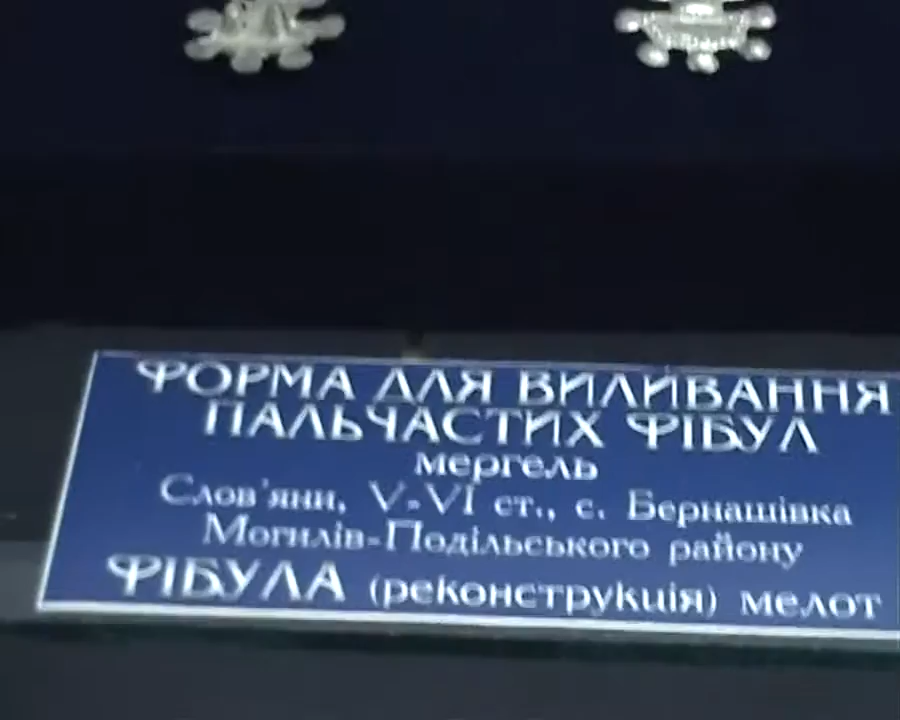 ФОРМА ДЛЯ ВИЛИВАННЯ
ПАЛЬЧАСТИХ ФІБУЛ
мергель
Слов'яни, V-VI ст., с. Бернашівка
Могилів-Подільського району
ФІБУЛА (реконструкція) мелот